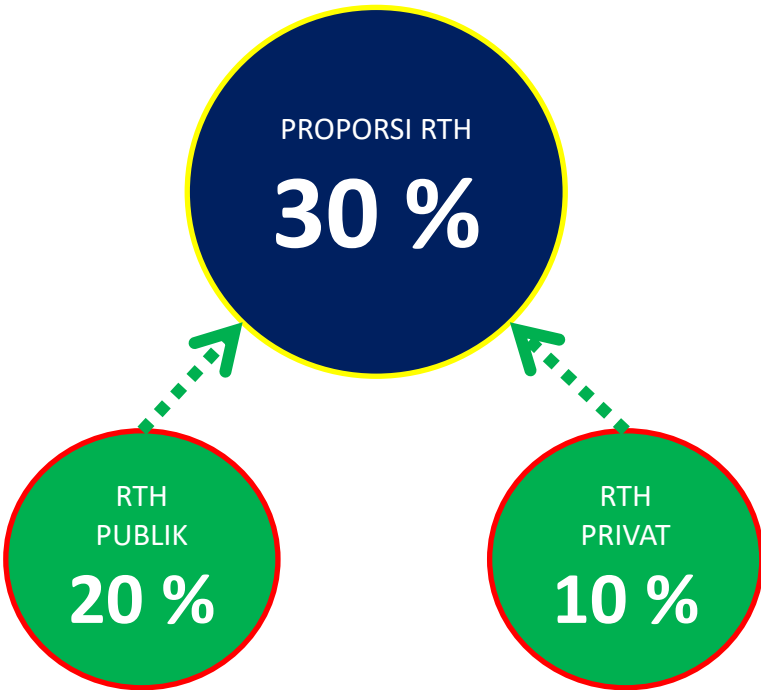 PROPORSI RTH
30 %
RTH
PUBLIK
20 %
RTH
PRIVAT
10 %